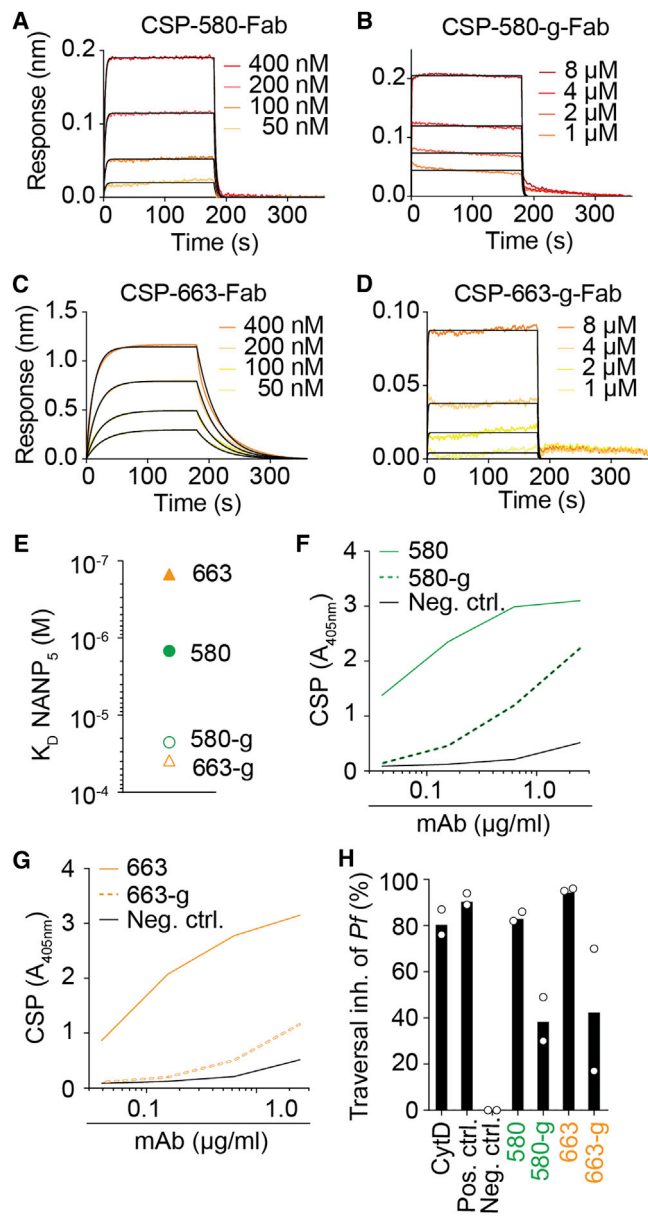 A
CSP-580-Fab
Response (nm)
0.2
0.1
0.0
0 100 200 300
Time (s)
400 nM
200 nM
100 nM
50 nM
B
CSP-580-g-Fab
0.2
0.1
0.0
0 100 200 300
Time (s)
8 µM
4 µM
2 µM
1 µM
C
CSP-663-Fab
Response (nm)
1.5
1.0
0.5
0.0
0 100 200 300
Time (s)
400 nM
200 nM
100 nM
50 nM
D
CSP-663-g-Fab
0.10
0.05
0.00
0 100 200 300
Time (s)
8 µM
4 µM
2 µM
1 µM
E
K_D NANP_5 (M)
10^-7
10^-6
10^-5
10^-4
663
580
580-g
663-g
F
CSP (A_405nm)
4
3
2
1
0
580
580-g
Neg. ctrl.
0.1 1.0
mAb (µg/ml)
G
CSP (A_405nm)
4
3
2
1
0
663
663-g
Neg. ctrl.
0.1 1.0
mAb (µg/ml)
H
Traversal inh. of Pf (%)
100
80
60
40
20
0
CytD
Pos. ctrl.
Neg. ctrl.
580
580-g
663
663-g